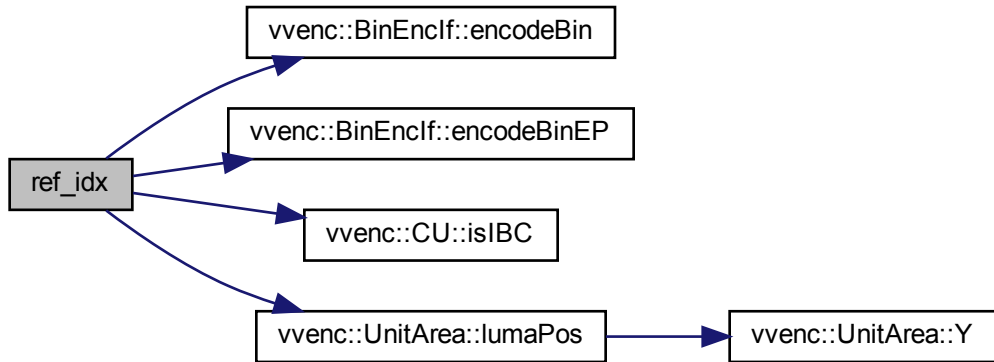 vvenc::BinEncIf::encodeBin
vvenc::BinEncIf::encodeBinEP
ref_idx
vvenc::CU::isIBC
vvenc::UnitArea::lumaPos
vvenc::UnitArea::Y